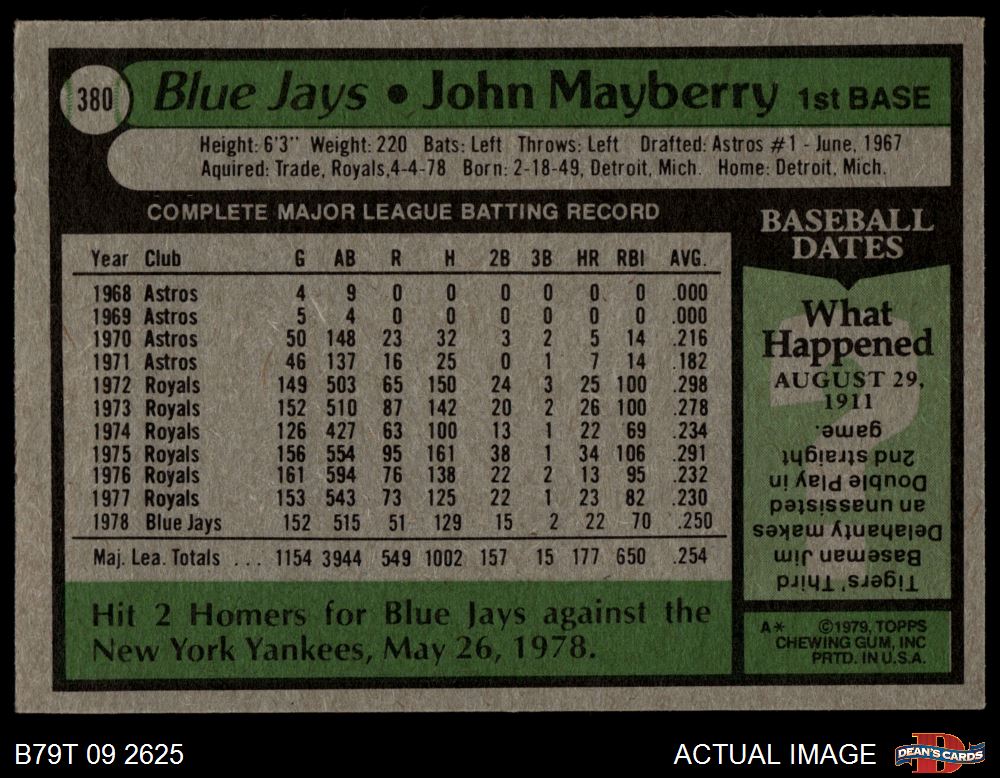 380
Blue Jays • John Mayberry 1st BASE
Height: 6'3" Weight: 220 Bats: Left Throws: Left Drafted: Astros #1 - June, 1967
Aquired: Trade, Royals,4-4-78 Born: 2-18-49, Detroit, Mich. Home: Detroit, Mich.
COMPLETE MAJOR LEAGUE BATTING RECORD
Year Club G AB R H 2B 3B HR RBI AVG.
1968 Astros 4 9 0 0 0 0 0 0 .000
1969 Astros 5 4 0 0 0 0 0 0 .000
1970 Astros 50 148 23 32 3 2 5 14 .216
1971 Astros 46 137 16 25 0 1 7 14 .182
1972 Royals 149 503 65 150 24 3 25 100 .298
1973 Royals 152 510 87 142 20 2 26 100 .278
1974 Royals 126 427 63 100 13 1 22 69 .234
1975 Royals 156 554 95 161 38 1 34 106 .291
1976 Royals 161 594 76 138 22 2 13 95 .232
1977 Royals 153 543 73 125 22 1 23 82 .230
1978 Blue Jays 152 515 51 129 15 2 22 70 .250
Maj. Lea. Totals ... 1154 3944 549 1002 157 15 177 650 .254
Hit 2 Homers for Blue Jays against the
New York Yankees, May 26, 1978.
BASEBALL
DATES
What
Happened
AUGUST 29,
1911
?
Tigers' Third
Baseman Jim
Delahanty makes
an unassisted
Double Play in
2nd straight
game.
A* ©1979, TOPPS
CHEWING GUM, INC
PRTD. IN U.S.A.
B79T 09 2625
ACTUAL IMAGE
DEAN'S CARDS